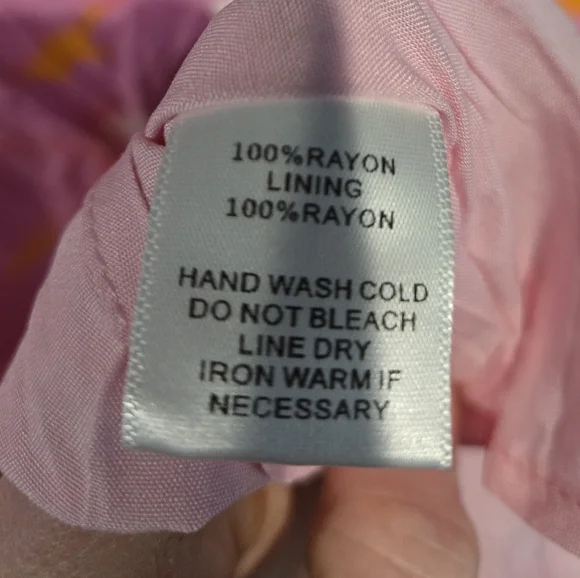 100%RAYON
LINING
100%RAYON
HAND WASH COLD
DO NOT BLEACH
LINE DRY
IRON WARM IF
NECESSARY